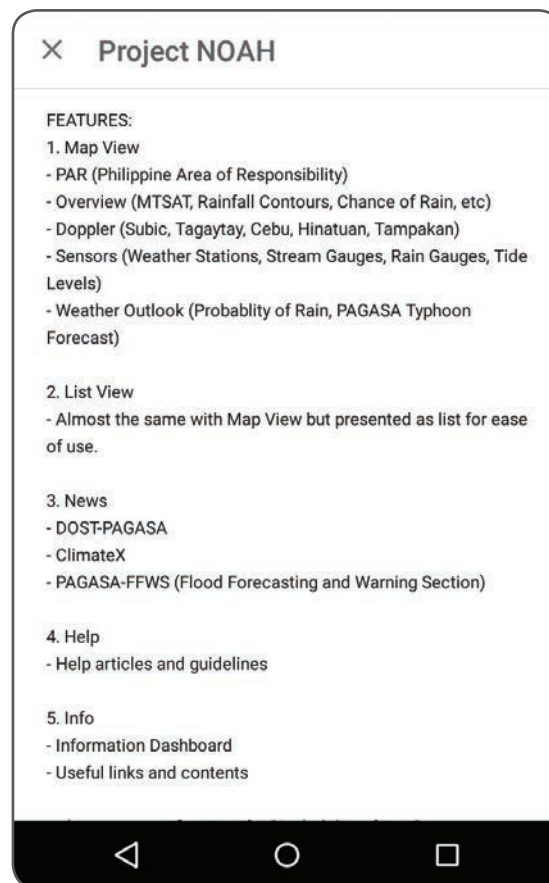 Project NOAH
FEATURES:
1. Map View
- PAR (Philippine Area of Responsibility)
- Overview (MTSAT, Rainfall Contours, Chance of Rain, etc)
- Doppler (Subic, Tagaytay, Cebu, Hinatuan, Tampakan)
- Sensors (Weather Stations, Stream Gauges, Rain Gauges, Tide
Levels)
- Weather Outlook (Probablity of Rain, PAGASA Typhoon
Forecast)
2. List View
- Almost the same with Map View but presented as list for ease
of use.
3. News
- DOST-PAGASA
- ClimateX
- PAGASA-FFWS (Flood Forecasting and Warning Section)
4. Help
- Help articles and guidelines
5. Info
- Information Dashboard
- Useful links and contents